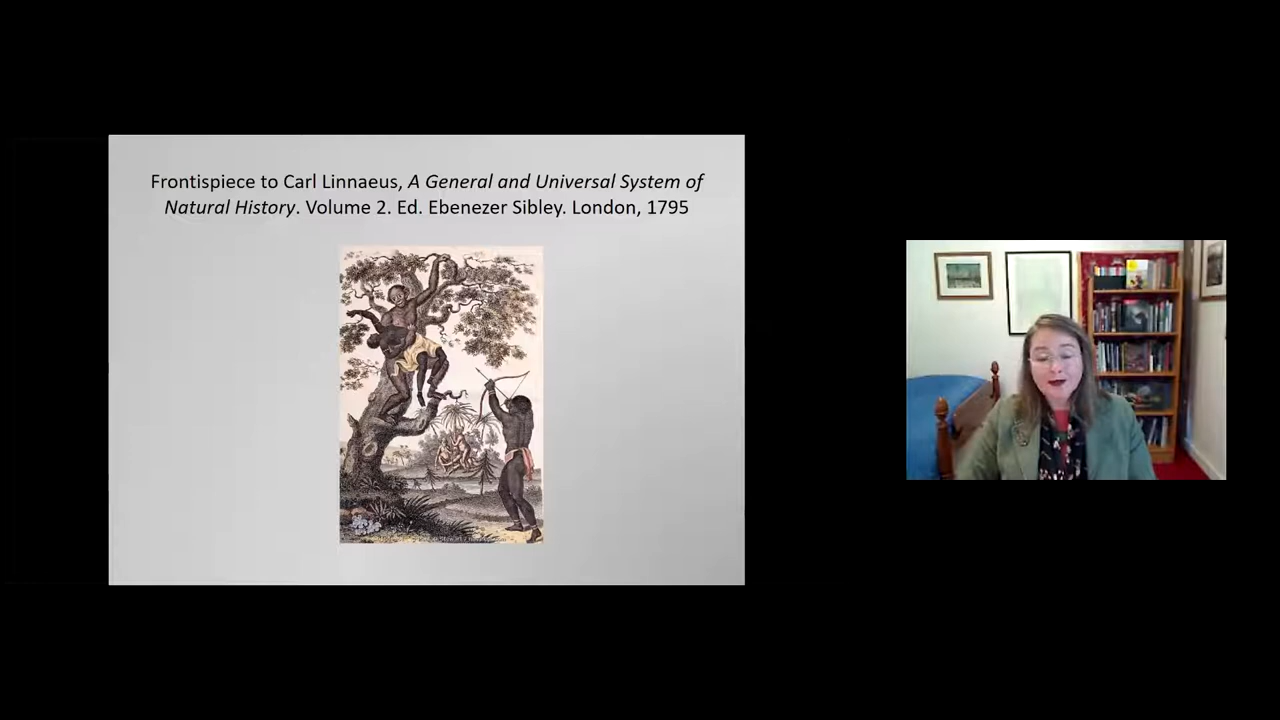 Frontispiece to Carl Linnaeus, A General and Universal System of
Natural History. Volume 2. Ed. Ebenezer Sibley. London, 1795